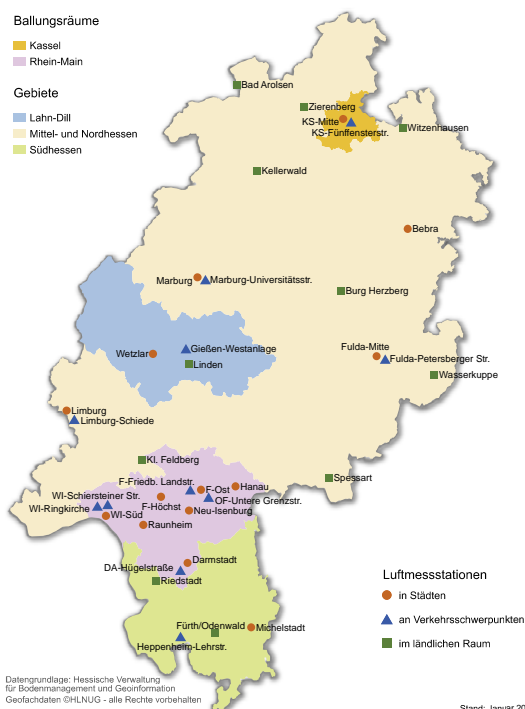 Ballungsräume
Kassel
Rhein-Main
Gebiete
Lahn-Dill
Mittel- und Nordhessen
Südhessen
Bad Arolsen
Zierenberg
KS-Mitte
KS-Fünffensterstr.
Witzenhausen
Kellerwald
Bebra
Marburg
Marburg-Universitätsstr.
Burg Herzberg
Wetzlar
Gießen-Westanlage
Linden
Fulda-Mitte
Fulda-Petersberger Str.
Wasserkuppe
Limburg
Limburg-Schiede
Kl. Feldberg
Spessart
F-Friedb. Landstr.
F-Ost
Hanau
WI-Schiersteiner Str.
OF-Untere Grenzstr.
WI-Ringkirche
F-Höchst
WI-Süd
Neu-Isenburg
Raunheim
Darmstadt
DA-Hügelstraße
Riedstadt
Fürth/Odenwald
Michelstadt
Heppenheim-Lehrstr.
Luftmessstationen
in Städten
an Verkehrsschwerpunkten
im ländlichen Raum
Datengrundlage: Hessische Verwaltung
für Bodenmanagement und Geoinformation
Geofachdaten ©HLNUG - alle Rechte vorbehalten
Stand: Januar 20